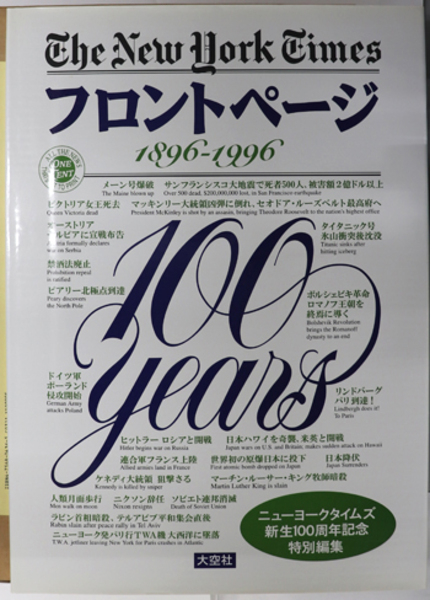 The New York Times
フロントページ
1896-1996
ALL THE NEWS
ONE
CENT
メーン号爆破
The Maine blown up
サンフランシスコ大地震で死者500人、被害額2億ドル以上
Over 500 dead, $200,000,000 lost, in San Francisco earthquake
ビクトリア女王死去
Queen Victoria dead
マッキンリー大統領凶弾に倒れ、セオドア・ルーズベルト最高府へ
President McKinley is shot by an assassin, bringing Theodore Roosevelt to the nation's highest office
オーストリア
セルビアに宣戦布告
Austria formally declares
war on Serbia
タイタニック号
氷山衝突後沈没
Titanic sinks after
hitting iceberg
禁酒法廃止
Prohibition repeal
is ratified
ピアリー北極点到達
Peary discovers
the North Pole
100
years
ボルシェビキ革命
ロマノフ王朝を
終焉に導く
Bolshevik Revolution
brings the Romanoff
dynasty to an end
ドイツ軍
ポーランド
侵攻開始
German Army
attacks Poland
リンドバーグ
パリ到達!
Lindbergh does it!
To Paris
ヒットラー ロシアと開戦
Hitler begins war on Russia
日本ハワイを奇襲、米英と開戦
Japan wars on U.S. and Britain; makes sudden attack on Hawaii
連合軍フランス上陸
Allied armies land in France
世界初の原爆日本に投下
First atomic bomb dropped on Japan
日本降伏
Japan Surrenders
ケネディ大統領 狙撃さる
Kennedy is killed by sniper
マーチン・ルーサー・キング牧師暗殺
Martin Luther King is slain
人類月面歩行
Men walk on moon
ニクソン辞任
Nixon resigns
ソビエト連邦消滅
Death of Soviet Union
ラビン首相暗殺、テルアビブ平和集会直後
Rabin slain after peace rally in Tel Aviv
ニューヨーク発パリ行TWA機 大西洋に墜落
T.W.A. jetliner leaving New York for Paris crashes in Atlantic
ニューヨークタイムズ
新生100周年記念
特別編集
大空社